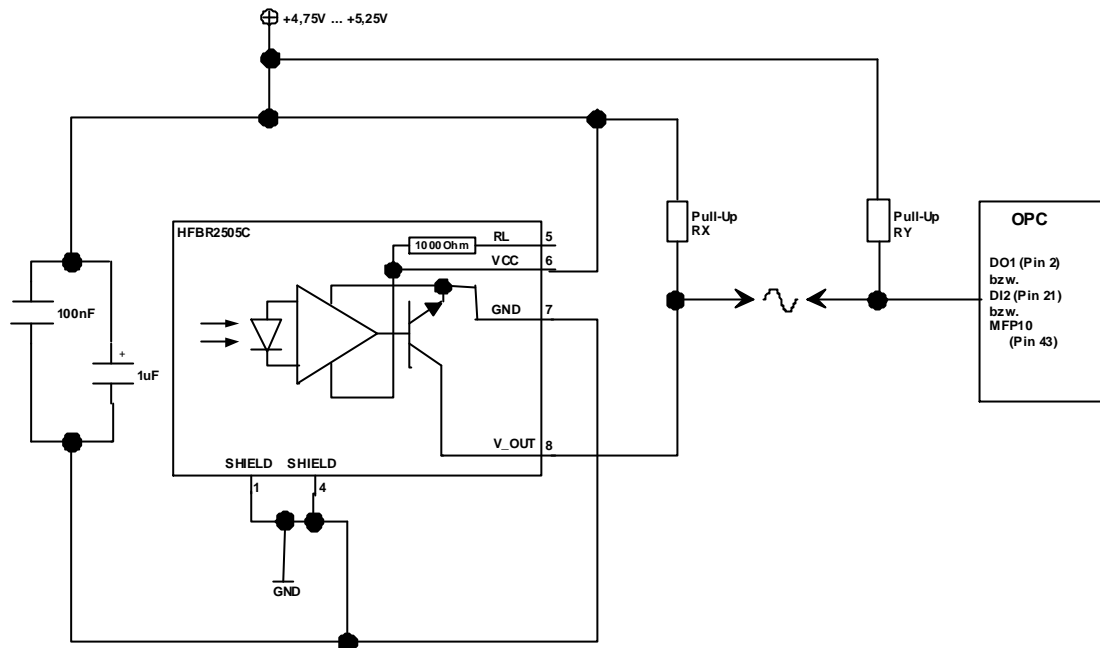 +4,75V ... +5,25V
HFBR2505C
1000Ohm
RL
5
VCC
6
GND
7
V_OUT
8
SHIELD
SHIELD
1
4
GND
100nF
+
1uF
Pull-Up
RX
Pull-Up
RY
OPC
DO1 (Pin 2)
bzw.
DI2 (Pin 21)
bzw.
MFP10
(Pin 43)